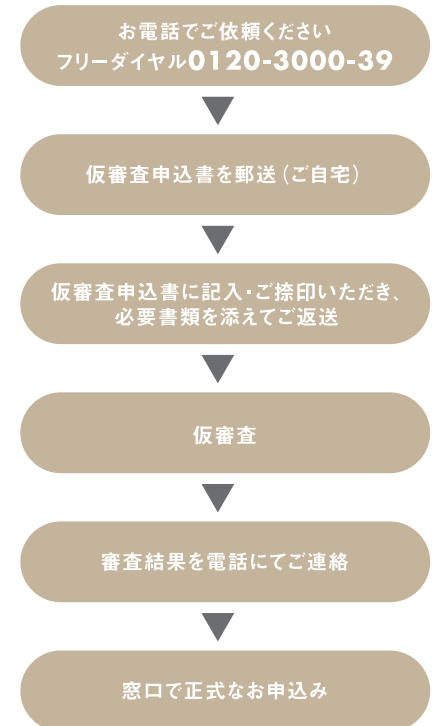 お電話でご依頼ください
フリーダイヤル0120-3000-39
仮審査申込書を郵送(ご自宅)
仮審査申込書に記入・ご捺印いただき、
必要書類を添えてご返送
仮審査
審査結果を電話にてご連絡
窓口で正式なお申込み